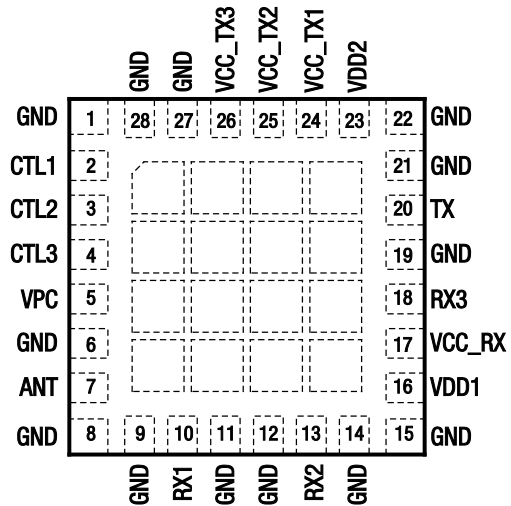 GND GND VCC_TX3 VCC_TX2 VCC_TX1 VDD2
GND 1 28 27 26 25 24 23 22 GND
CTL1 2 21 GND
CTL2 3 20 TX
CTL3 4 19 GND
VPC 5 18 RX3
GND 6 17 VCC_RX
ANT 7 16 VDD1
GND 8 9 10 11 12 13 14 15 GND
GND RX1 GND GND RX2 GND